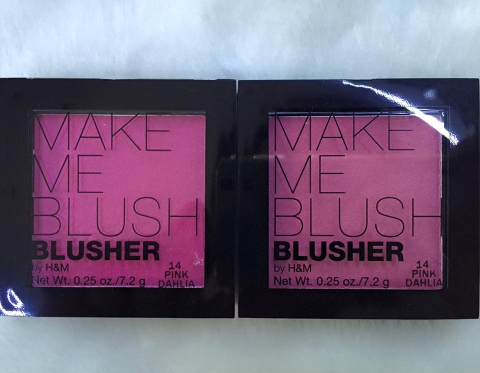 MAKE
ME
BLUSH
BLUSHER
by H&M
Net Wt. 0.25 oz./7.2 g
14
PINK
DAHLIA
MAKE
ME
BLUSH
BLUSHER
by H&M
Net Wt. 0.25 oz./7.2 g
14
PINK
DAHLIA